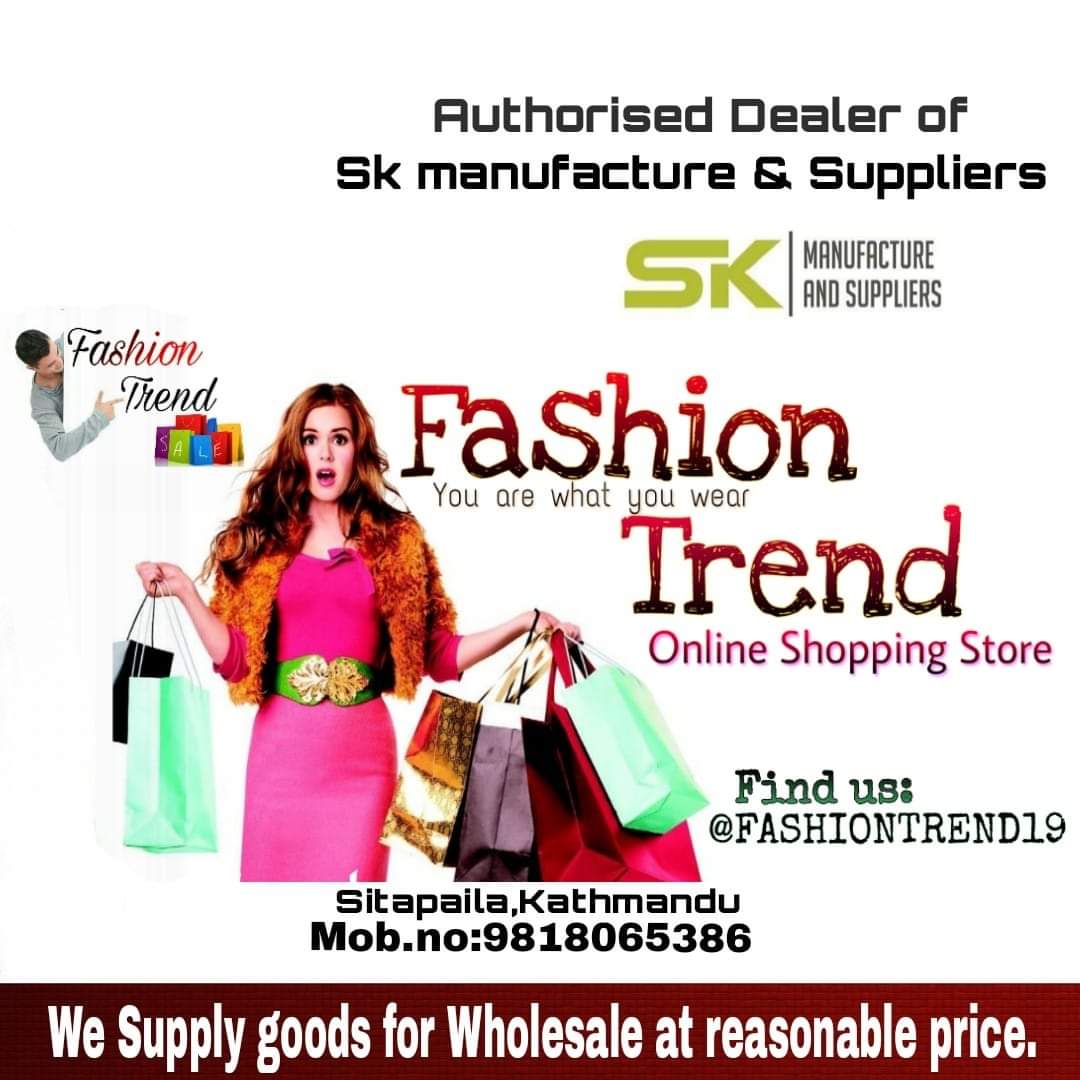 Authorised Dealer of
Sk manufacture & Suppliers
SK MANUFACTURE
AND SUPPLIERS
Fashion
Trend
SALE
Fashion
You are what you wear
Trend
Online Shopping Store
Find us:
@FASHIONTREND19
Sitapaila,Kathmandu
Mob.no:9818065386
We Supply goods for Wholesale at reasonable price.